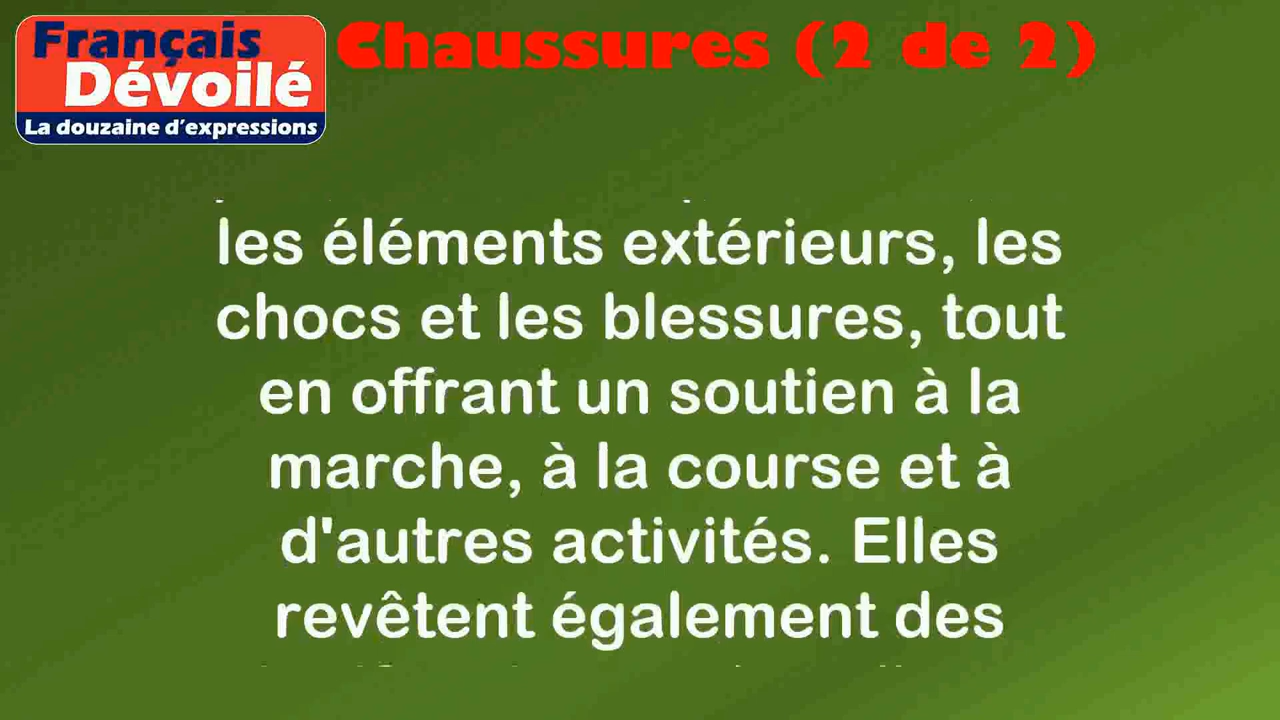 Français
Dévoilé
La douzaine d'expressions
Chaussures (2 de 2)
les éléments extérieurs, les
chocs et les blessures, tout
en offrant un soutien à la
marche, à la course et à
d'autres activités. Elles
revêtent également des